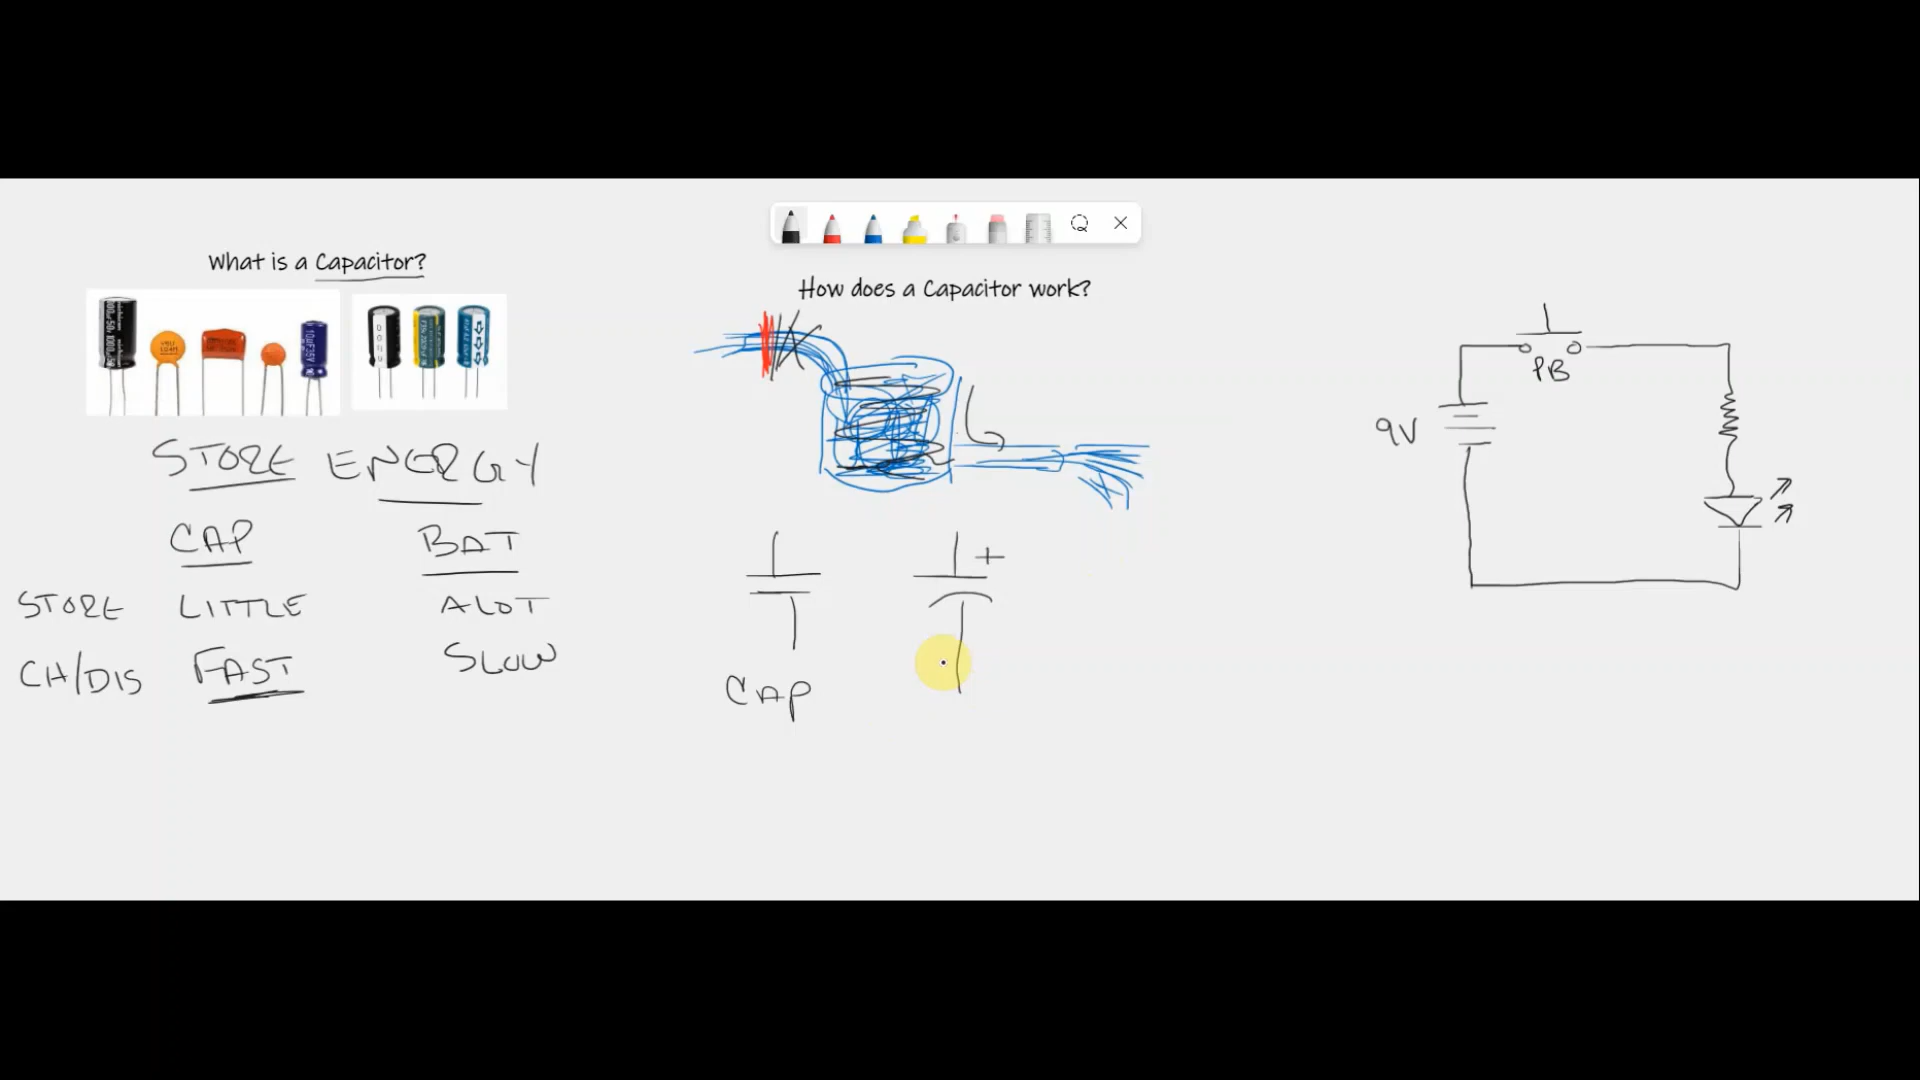 What is a Capacitor?
STORE ENERGY
CAP BAT
STORE LITTLE ALOT
CH/DIS FAST SLOW
How does a Capacitor work?
+
CAP
PB
9V